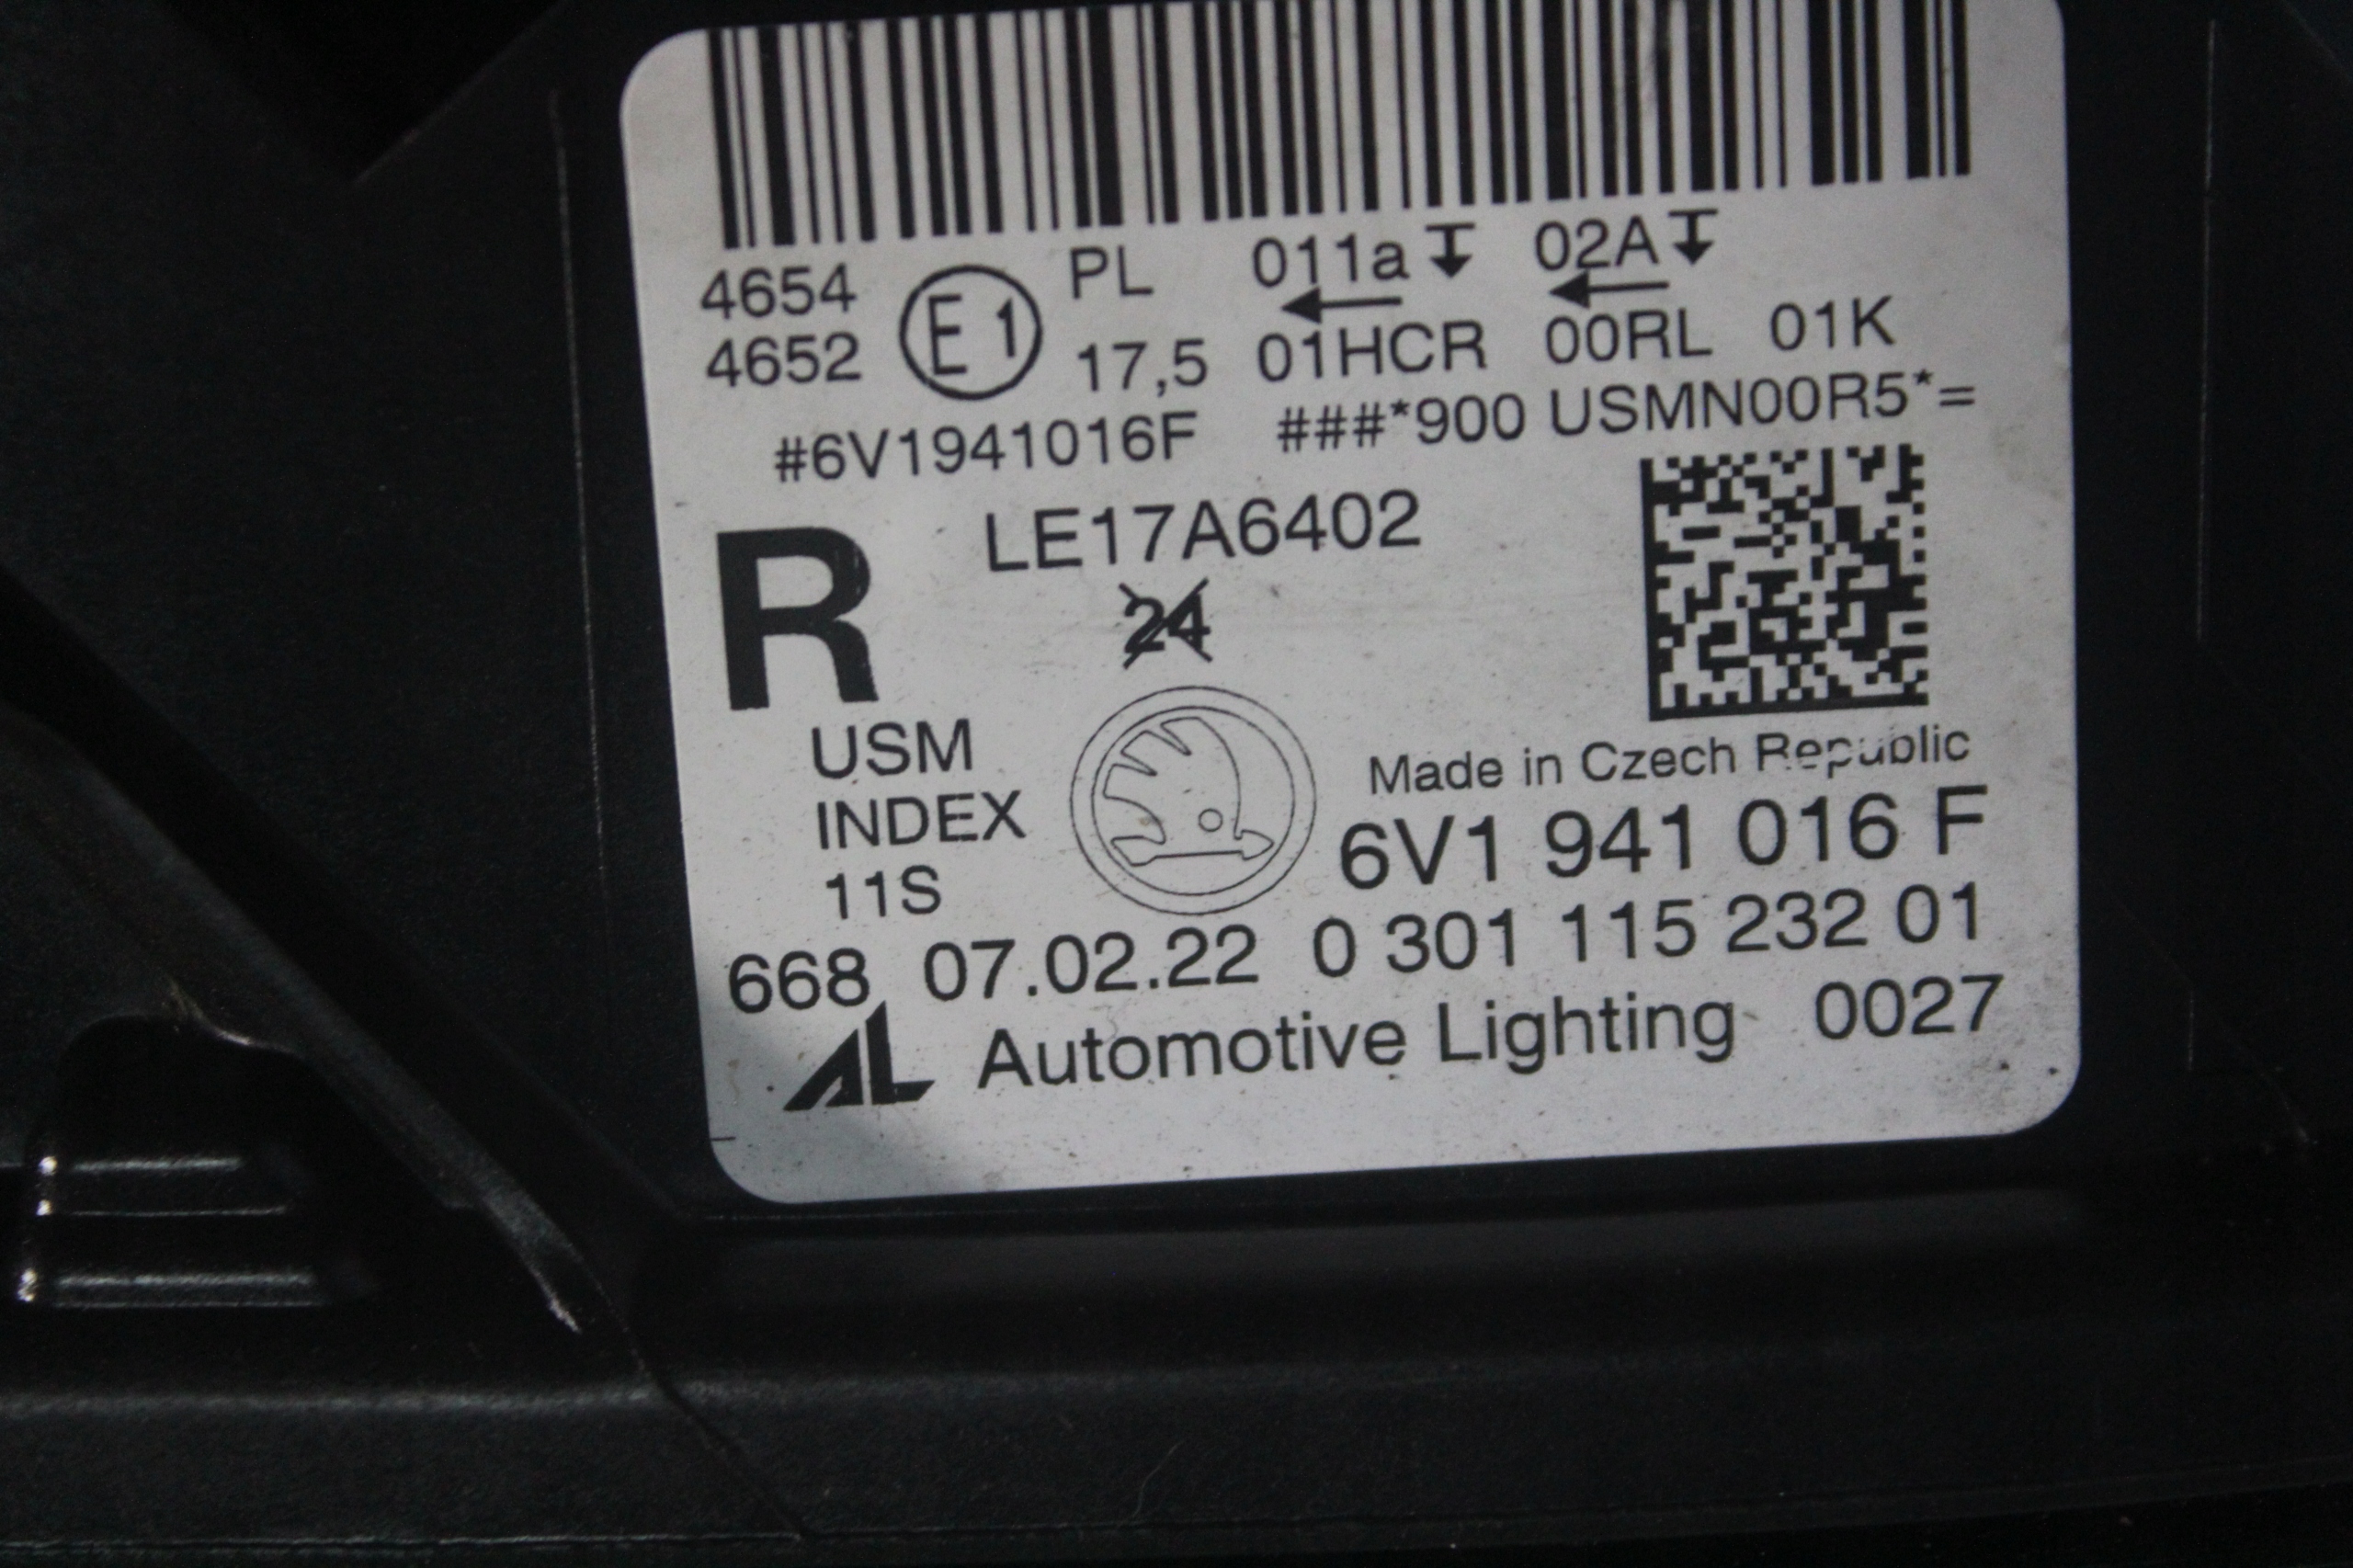 4654 E1 PL 011a 02A
4652 17,5 01HCR 00RL 01K
#6V1941016F ###*900 USMN00R5*=
R LE17A6402
24
USM
INDEX
11S
Made in Czech Republic
6V1 941 016 F
668 07.02.22 0 301 115 232 01
AL Automotive Lighting 0027